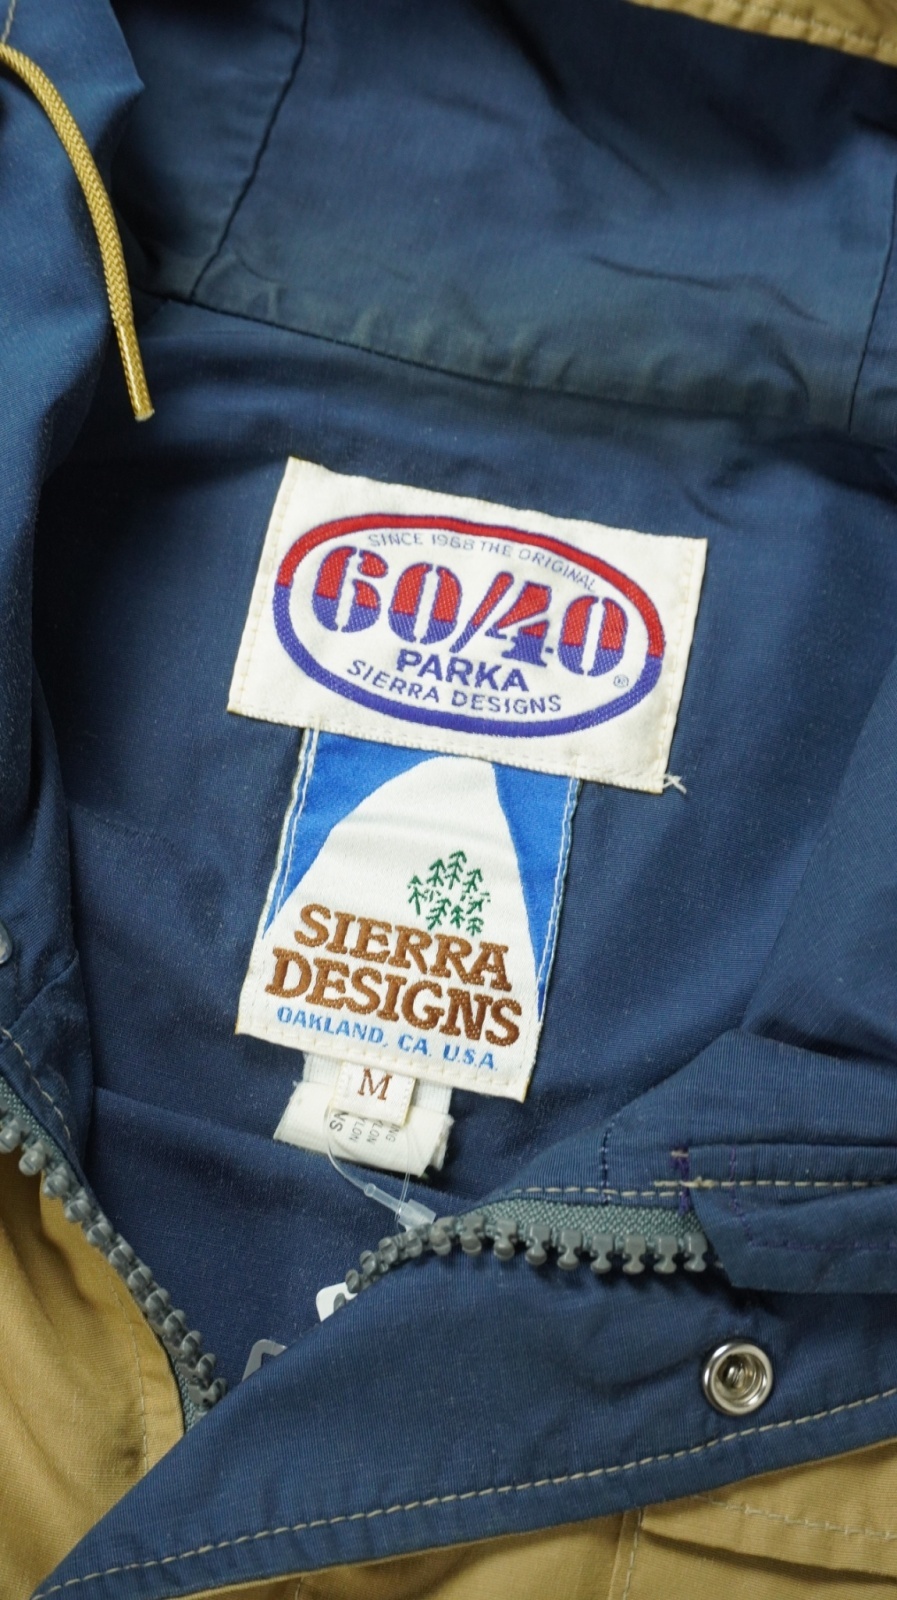 SINCE 1968 THE ORIGINAL
60/40
PARKA
®
SIERRA DESIGNS
SIERRA
DESIGNS
OAKLAND, CA. U.S.A.
M